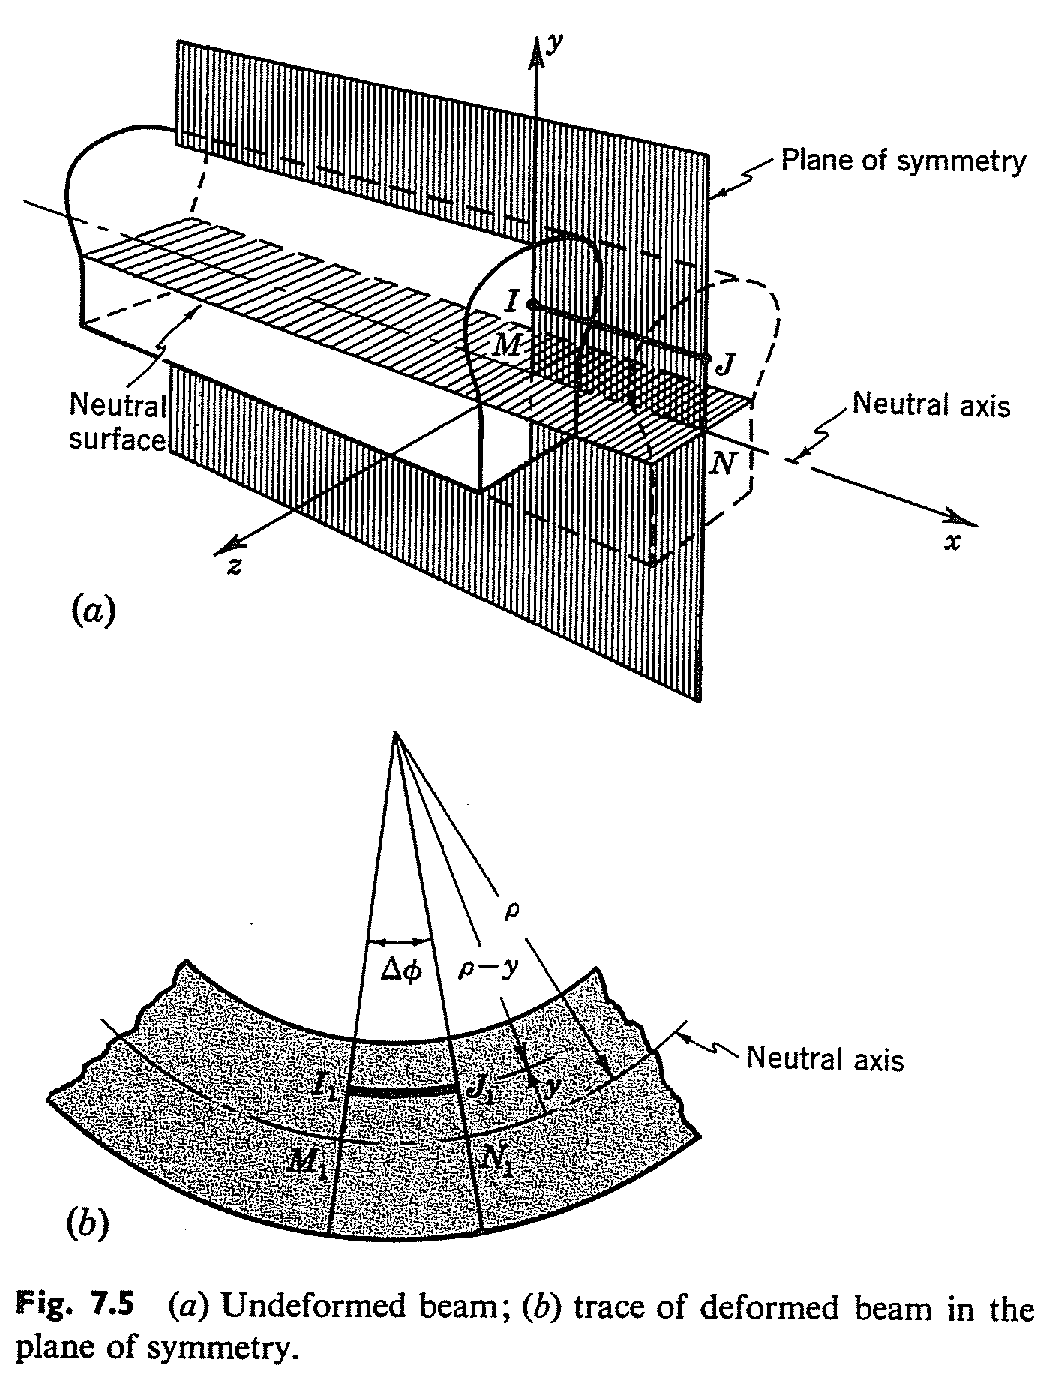 y
Plane of symmetry
I
M
J
Neutral
surface
Neutral axis
N
z
x
(a)
ρ
Δϕ
ρ−y
Neutral axis
I₁
J₁
y
M₁
N₁
(b)
Fig. 7.5 (a) Undeformed beam; (b) trace of deformed beam in the
plane of symmetry.